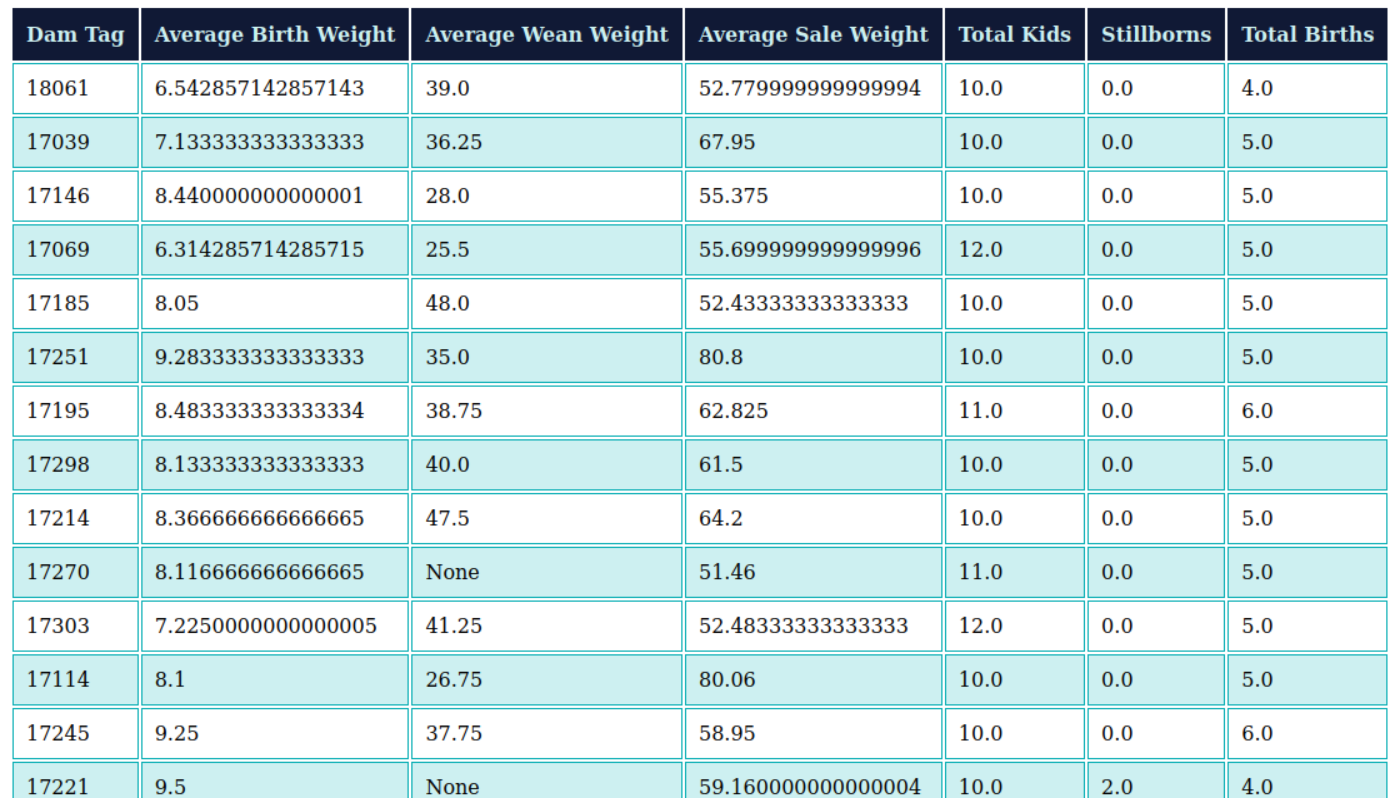 Dam Tag Average Birth Weight Average Wean Weight Average Sale Weight Total Kids Stillborns Total Births
18061 6.542857142857143 39.0 52.779999999999994 10.0 0.0 4.0
17039 7.133333333333333 36.25 67.95 10.0 0.0 5.0
17146 8.440000000000001 28.0 55.375 10.0 0.0 5.0
17069 6.314285714285715 25.5 55.699999999999996 12.0 0.0 5.0
17185 8.05 48.0 52.43333333333333 10.0 0.0 5.0
17251 9.283333333333333 35.0 80.8 10.0 0.0 5.0
17195 8.483333333333334 38.75 62.825 11.0 0.0 6.0
17298 8.133333333333333 40.0 61.5 10.0 0.0 5.0
17214 8.366666666666665 47.5 64.2 10.0 0.0 5.0
17270 8.116666666666665 None 51.46 11.0 0.0 5.0
17303 7.2250000000000005 41.25 52.48333333333333 12.0 0.0 5.0
17114 8.1 26.75 80.06 10.0 0.0 5.0
17245 9.25 37.75 58.95 10.0 0.0 6.0
17221 9.5 None 59.160000000000004 10.0 2.0 4.0